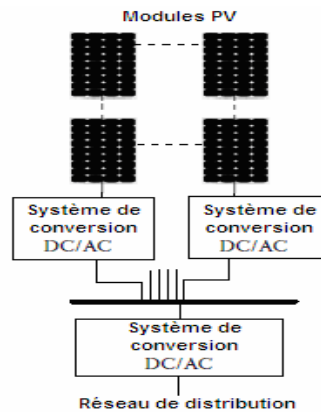 Modules PV
Système de
conversion
DC/AC
Système de
conversion
DC/AC
Système de
conversion
DC/AC
Réseau de distribution